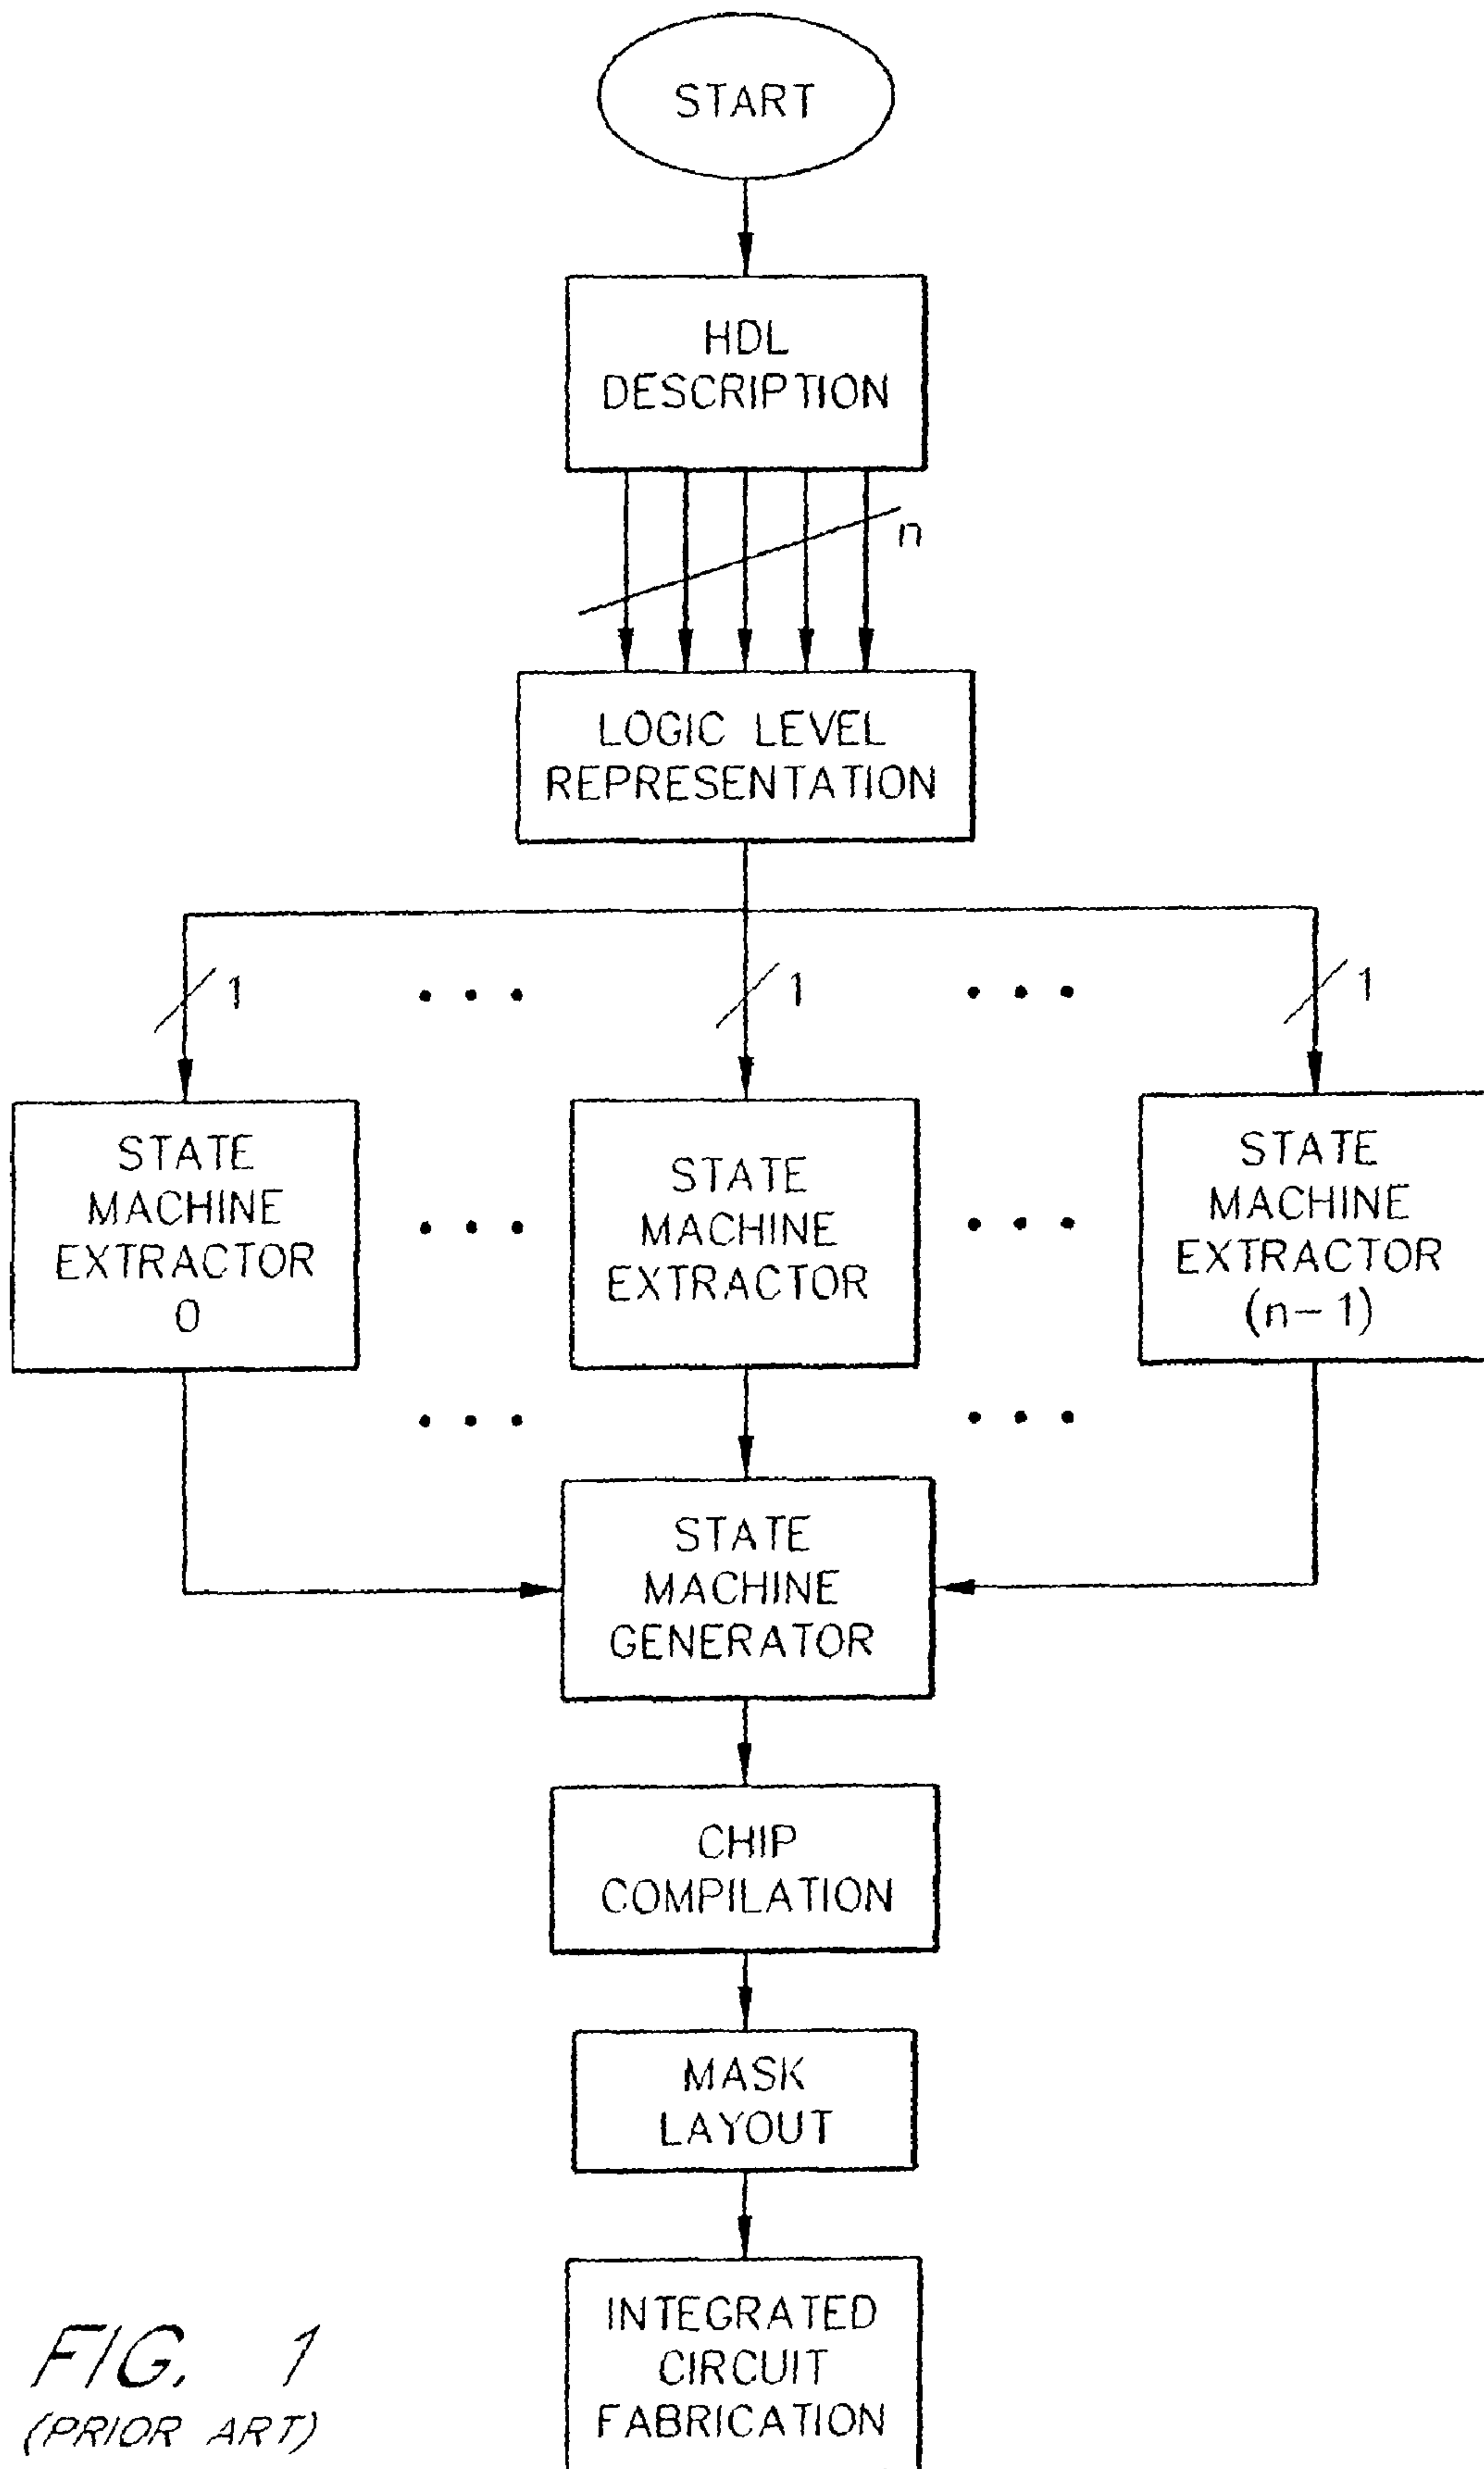 START
HDL
DESCRIPTION
n
LOGIC LEVEL
REPRESENTATION
1
1
1
STATE
MACHINE
EXTRACTOR
0
STATE
MACHINE
EXTRACTOR
STATE
MACHINE
EXTRACTOR
(n-1)
STATE
MACHINE
GENERATOR
CHIP
COMPILATION
MASK
LAYOUT
INTEGRATED
CIRCUIT
FABRICATION
FIG. 1
(PRIOR ART)